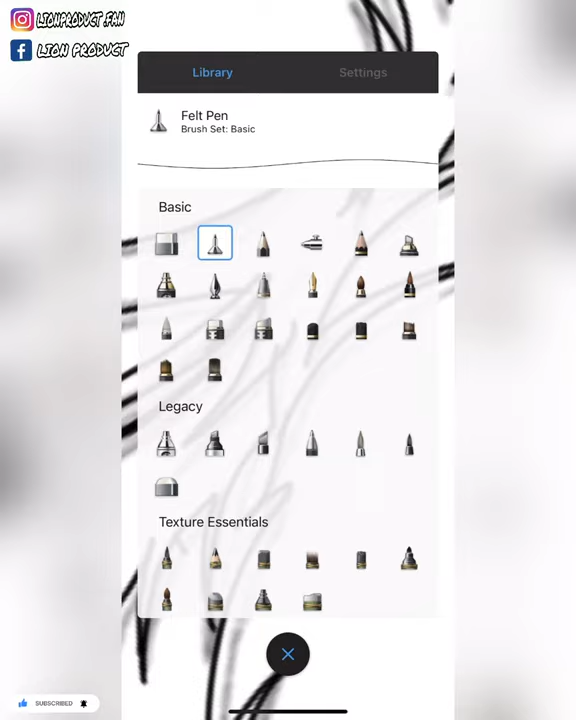 LIONPRODUCT.FAN
LION PRODUCT
Library
Settings
Felt Pen
Brush Set: Basic
Basic
Legacy
Texture Essentials
SUBSCRIBED